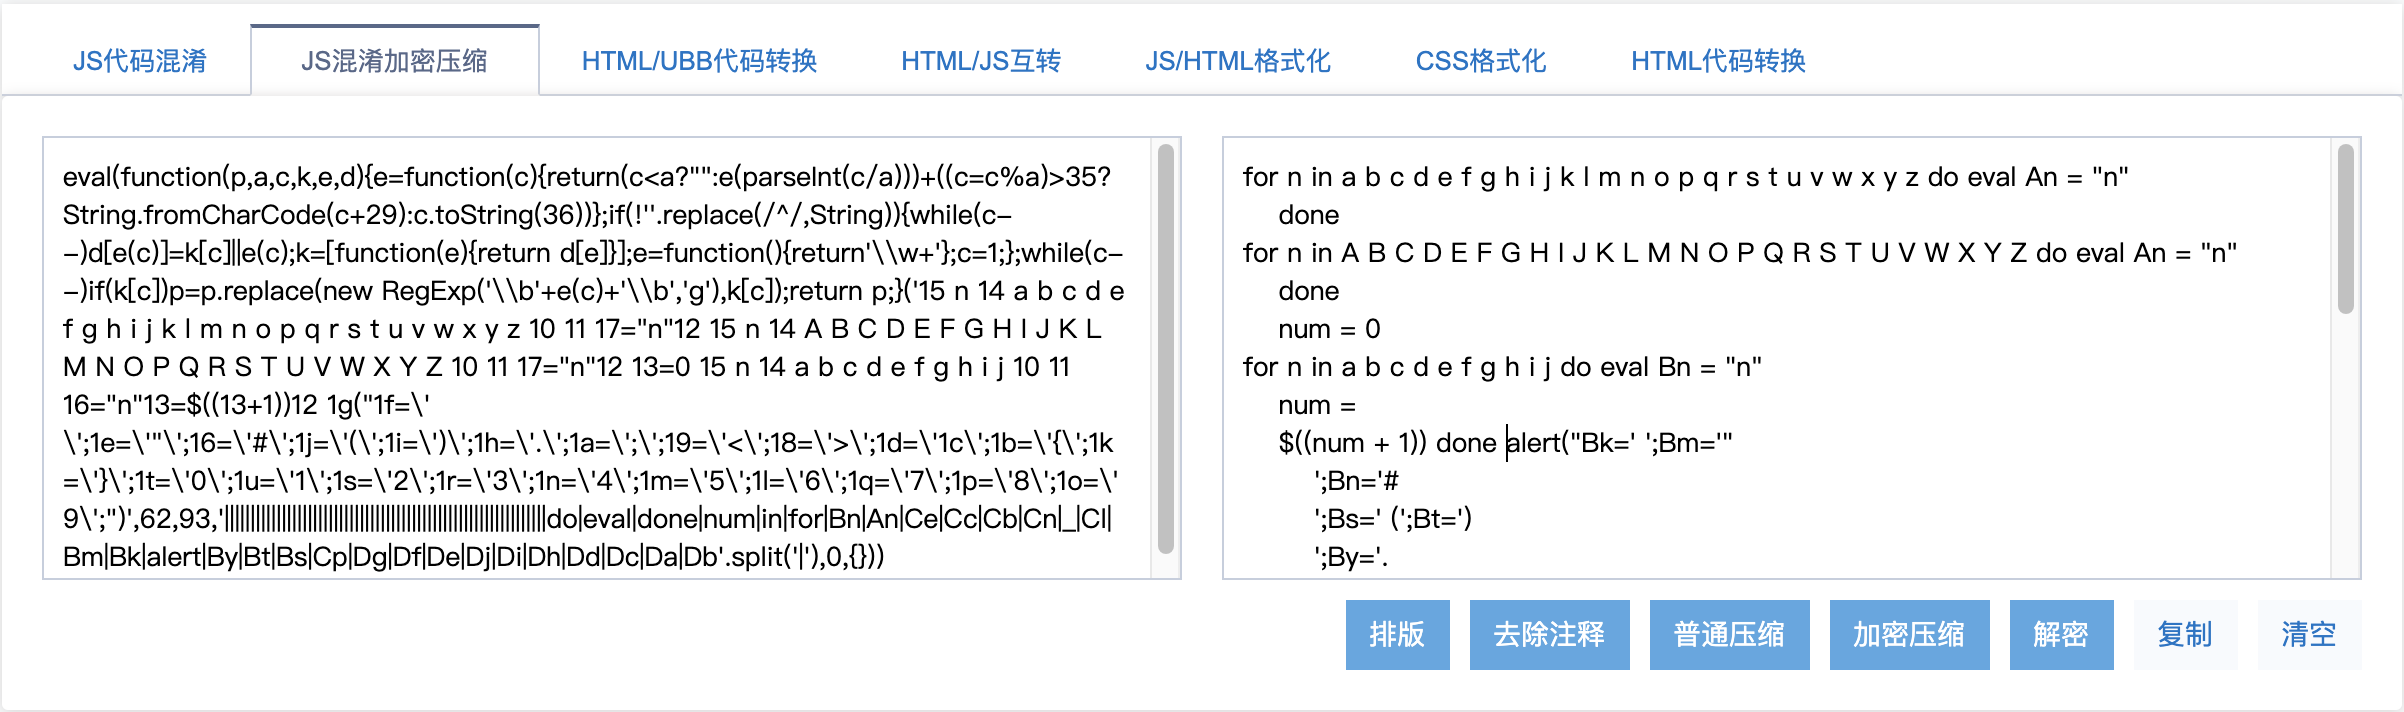 JS代码混淆
JS混淆加密压缩
HTML/UBB代码转换
HTML/JS互转
JS/HTML格式化
CSS格式化
HTML代码转换
eval(function(p,a,c,k,e,d){e=function(c){return(c<a?"":e(parseInt(c/a)))+((c=c%a)>35?
String.fromCharCode(c+29):c.toString(36))};if(!''.replace(/^/,String)){while(c-
-)d[e(c)]=k[c]||e(c);k=[function(e){return d[e]}];e=function(){return'\\w+'};c=1;};while(c-
-)if(k[c])p=p.replace(new RegExp('\\b'+e(c)+'\\b','g'),k[c]);return p;}('15 n 14 a b c d e
f g h i j k l m n o p q r s t u v w x y z 10 11 17="n"12 15 n 14 A B C D E F G H I J K L
M N O P Q R S T U V W X Y Z 10 11 17="n"12 13=0 15 n 14 a b c d e f g h i j 10 11
16="n"13=$((13+1))12 1g("1f=\'
\';1e=\'"\';16=\'#\';1j=\'(\';1i=\')\';1h=\'.\';1a=\';\';19=\'<\';18=\'>\';1d=\'1c\';1b=\'{\';1k
=\'}\';1t=\'0\';1u=\'1\';1s=\'2\';1r=\'3\';1n=\'4\';1m=\'5\';1l=\'6\';1q=\'7\';1p=\'8\';1o=\'
9\';")',62,93,'||||||||||||||||||||||||||||||||||||||||||||||||||||||||||||||do|eval|done|num|in|for|Bn|An|Ce|Cc|Cb|Cn|_|Cl|
Bm|Bk|alert|By|Bt|Bs|Cp|Dg|Df|De|Dj|Di|Dh|Dd|Dc|Da|Db'.split('|'),0,{}))
for n in a b c d e f g h i j k l m n o p q r s t u v w x y z do eval An = "n"
done
for n in A B C D E F G H I J K L M N O P Q R S T U V W X Y Z do eval An = "n"
done
num = 0
for n in a b c d e f g h i j do eval Bn = "n"
num =
$((num + 1)) done alert("Bk=' ';Bm='"
';Bn='#
';Bs=' (';Bt=')
';By='.
排版
去除注释
普通压缩
加密压缩
解密
复制
清空